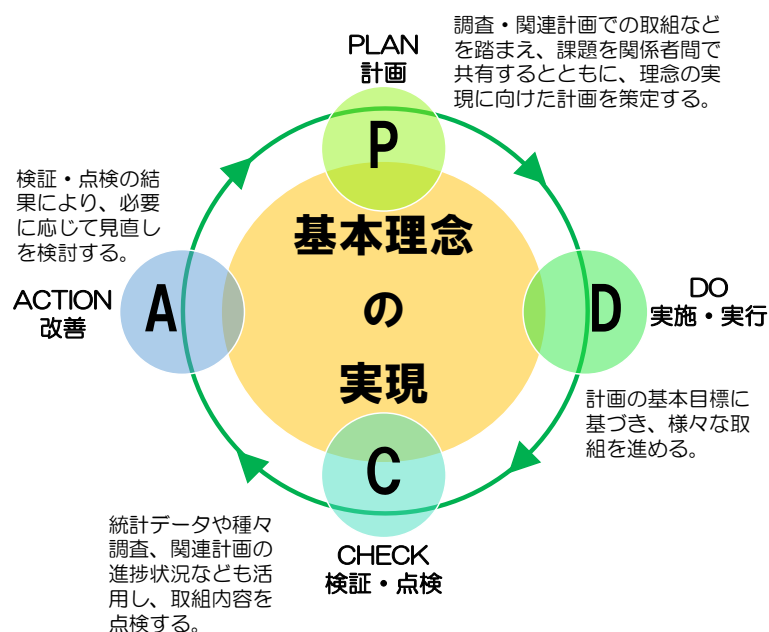 PLAN
計画
調査・関連計画での取組など
を踏まえ、課題を関係者間で
共有するとともに、理念の実
現に向けた計画を策定する。
P
基本理念
の
実現
D
DO
実施・実行
計画の基本目標に
基づき、様々な取
組を進める。
C
CHECK
検証・点検
統計データや種々
調査、関連計画の
進捗状況なども活
用し、取組内容を
点検する。
A
ACTION
改善
検証・点検の結
果により、必要
に応じて見直し
を検討する。